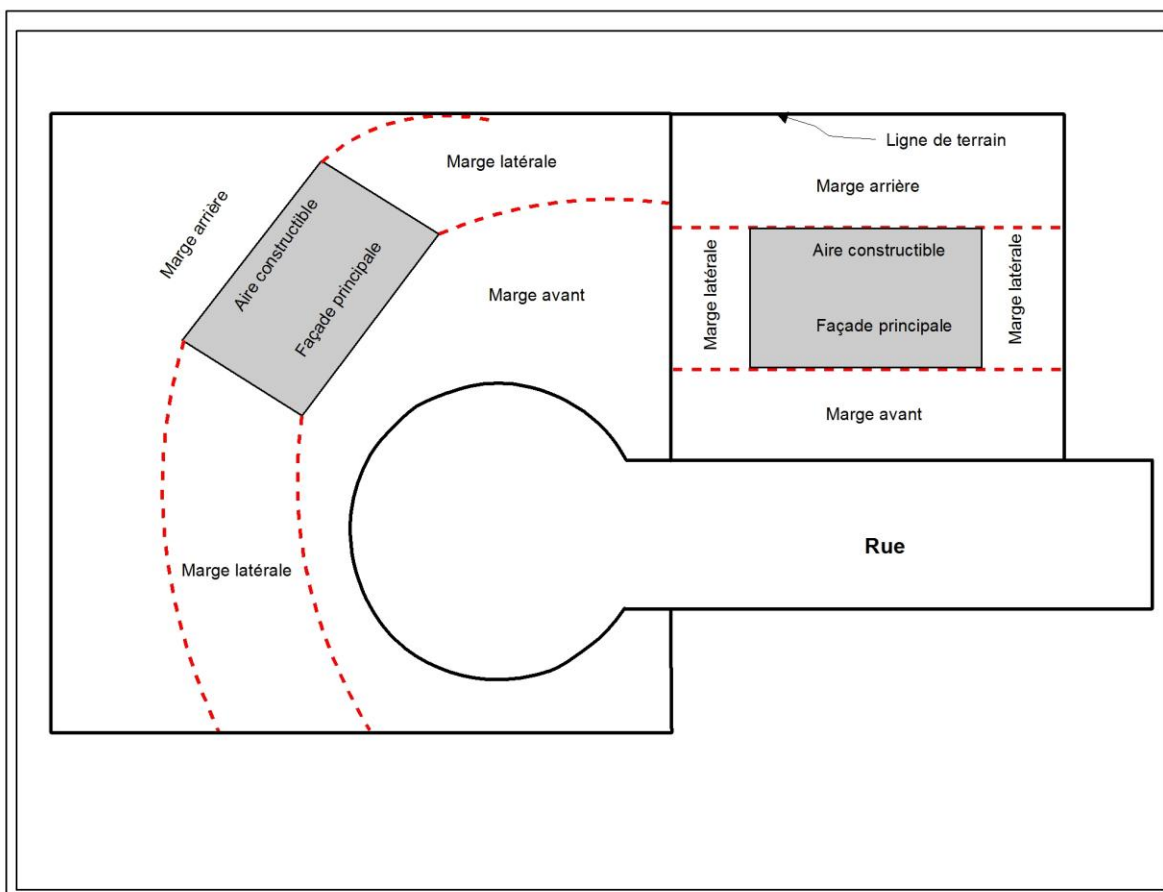 Marge latérale
Marge arrière
Aire constructible
Façade principale
Marge avant
Marge latérale
Ligne de terrain
Marge arrière
Marge latérale
Aire constructible
Façade principale
Marge latérale
Marge avant
Rue